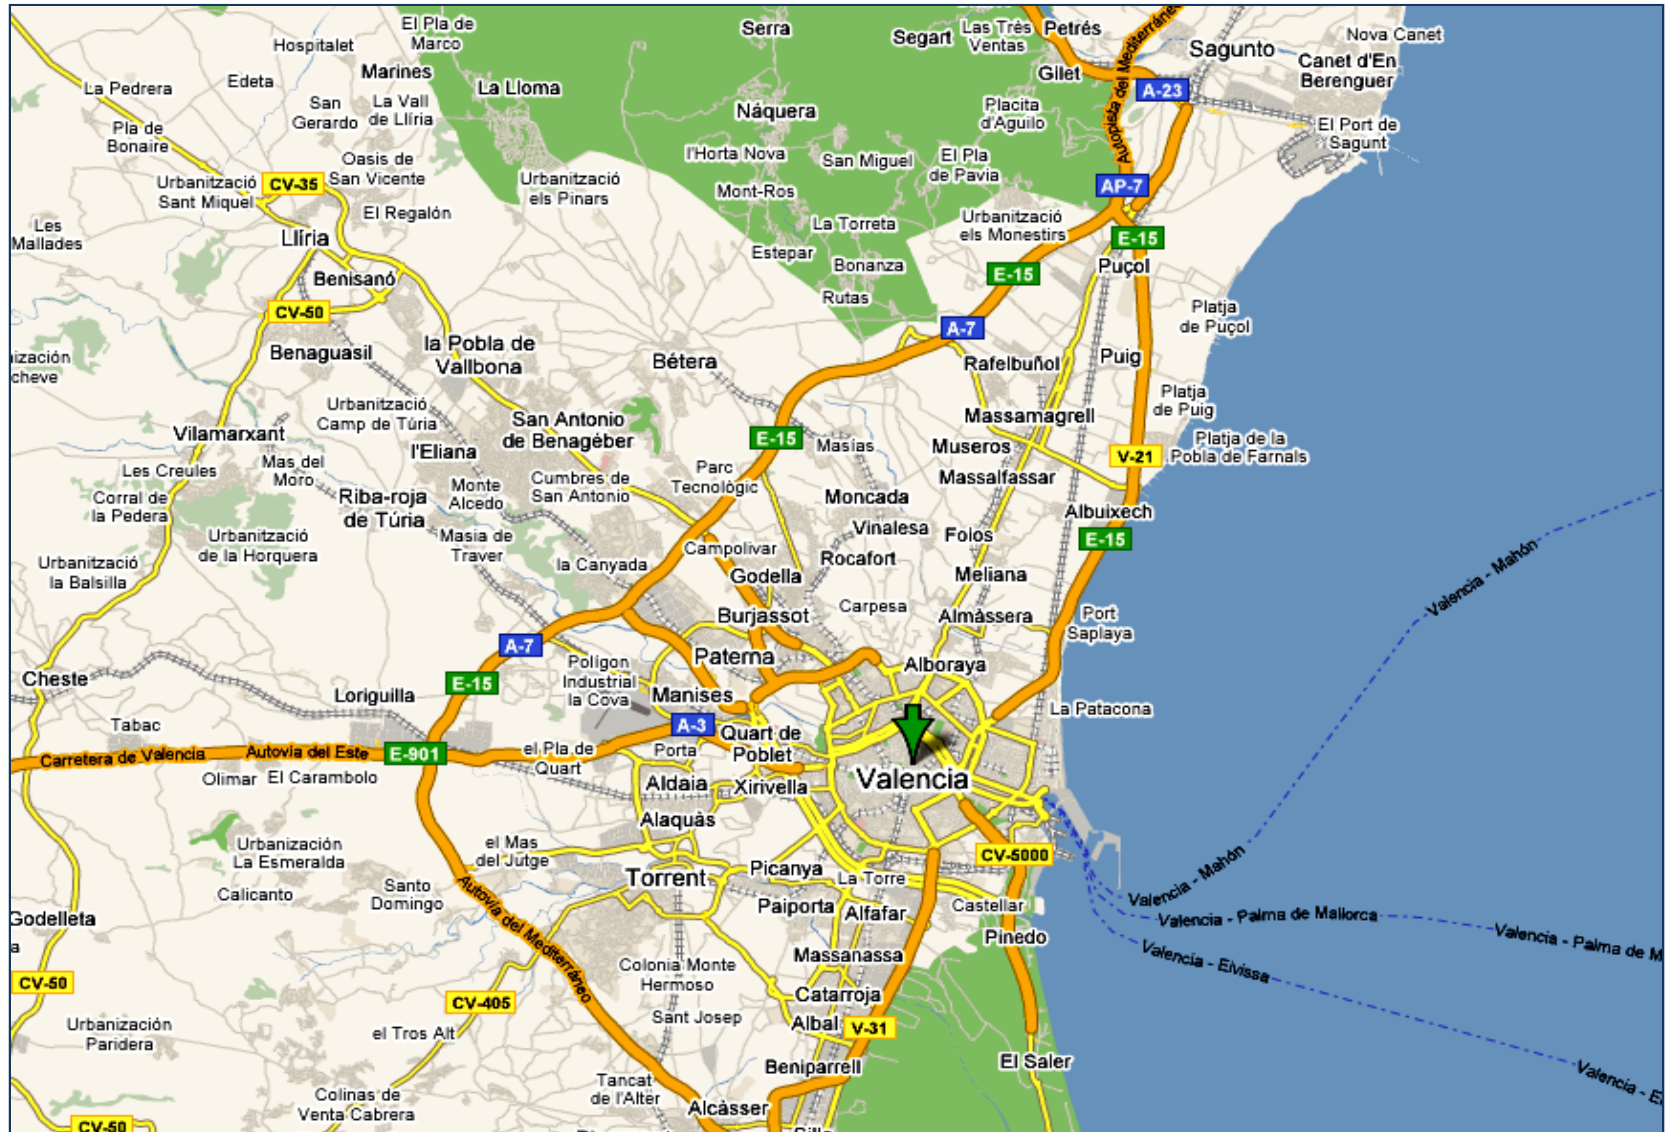 El Pla de
Marco
Serra
Segart
Las Très
Ventas
Petrés
Nova Canet
Hospitalet
Sagunto
Canet d'En
Berenguer
Marines
Gilet
La Pedrera
Edeta
La Lloma
A-23
San
Gerardo
La Vall
de Llíria
Náquera
Placita
d'Aguilo
Autopista del Mediterráneo
Pla de
Bonaire
El Port de
Sagunt
Oasis de
San Vicente
l'Horta Nova
San Miguel
El Pla
de Pavia
Urbanització
Sant Miquel
CV-35
Urbanització
els Pinars
Mont-Ros
AP-7
El Regalón
La Torreta
Urbanització
els Monestirs
Les
Mallades
Llíria
Estepar
E-15
Benisanó
Bonanza
E-15
Puçol
CV-50
Rutas
Platja
de Puçol
A-7
Benaguasil
la Pobla de
Vallbona
Bétera
Rafelbuñol
Puig
ización
cheve
Urbanització
Camp de Túria
San Antonio
de Benagéber
Massamagrell
Platja
de Puig
Vilamarxant
E-15
Masías
Museros
V-21
Platja de la
Pobla de Farnals
l'Eliana
Les Creules
Mas del
Moro
Parc
Tecnològic
Massalfassar
Corral de
la Pedera
Riba-roja
de Túria
Monte
Alcedo
Cumbres de
San Antonio
Moncada
Albuixech
Urbanització
de la Horquera
Masia de
Traver
Vinalesa
Folos
E-15
Campolivar
Rocafort
Urbanització
la Balsilla
la Canyada
Godella
Meliana
Valencia - Mahón
Burjassot
Carpesa
Almàssera
Port
Saplaya
A-7
Paterna
Alboraya
Cheste
E-15
Polígon
Industrial
la Cova
Loriguilla
Manises
La Patacona
Tabac
A-3
Carretera de Valencia
Autovía del Este
E-901
el Pla de
Quart
Porta
Quart de
Poblet
Olimar
El Carambolo
Aldaia
Xirivella
Valencia
Alaquàs
Urbanización
La Esmeralda
el Mas
del Jutge
CV-5000
Valencia - Mahón
Calicanto
Santo
Domingo
Torrent
Picanya
La Torre
Godelleta
Paiporta
Alfafar
Castellar
Valencia - Palma de Mallorca
Valencia - Palma de M
a
Autovía del Mediterráneo
Pinedo
Massanassa
Valencia - Eivissa
CV-50
Colonia Monte
Hermoso
CV-405
Catarroja
Urbanización
Paridera
el Tros Alt
Sant Josep
Albal
V-31
Beniparrell
El Saler
Valencia - E
Colinas de
Venta Cabrera
Tancat
de l'Alter
Alcàsser
CV-50